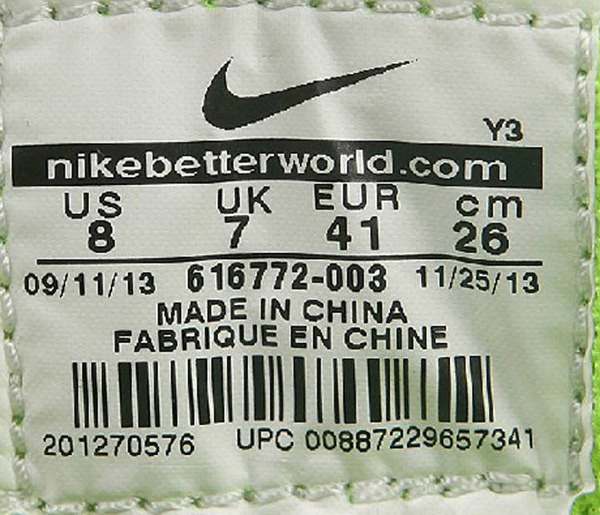 Y3
nikebetterworld.com
US UK EUR cm
8 7 41 26
09/11/13 616772-003 11/25/13
MADE IN CHINA
FABRIQUE EN CHINE
201270576 UPC 00887229657341